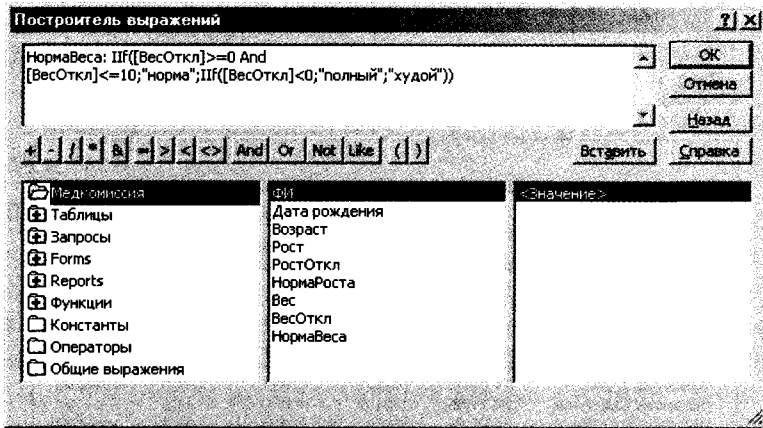 Построитель выражений
НормаВеса: IIf([ВесОткл]>=0 And
[ВесОткл]<=10;"норма";IIf([ВесОткл]<0;"полный";"худой"))
OK
Отмена
Назад
+ - / * & = > < <> And Or Not Like ( )
Вставить
Справка
Медкомиссия
Таблицы
Запросы
Forms
Reports
Функции
Константы
Операторы
Общие выражения
ФИ
Дата рождения
Возраст
Рост
РостОткл
НормаРоста
Вес
ВесОткл
НормаВеса
<Значение>